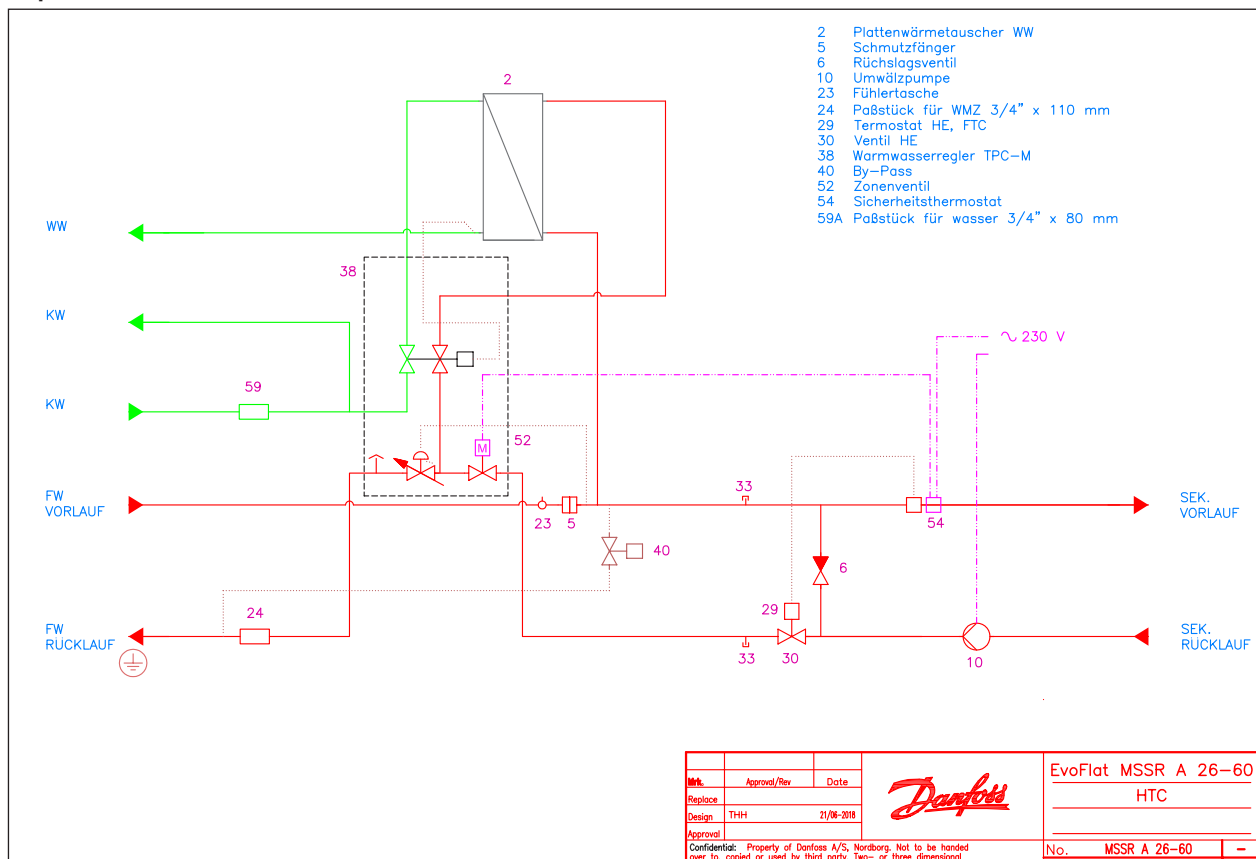 2 Plattenwärmetauscher WW
5 Schmutzfänger
6 Rüchslagsventil
10 Umwälzpumpe
23 Fühlertasche
24 Paßstück für WMZ 3/4” x 110 mm
29 Termostat HE, FTC
30 Ventil HE
38 Warmwasserregler TPC-M
40 By-Pass
52 Zonenventil
54 Sicherheitsthermostat
59A Paßstück für wasser 3/4” x 80 mm
2
WW
38
KW
230 V
59
KW
52
M
FW
VORLAUF
23
5
33
54
SEK.
VORLAUF
40
6
24
29
FW
RÜCKLAUF
33
30
10
SEK.
RÜCKLAUF
Approval/Rev Date
Replace
Design THH 21/06-2018
Approval
Danfoss
EvoFlat MSSR A 26-60
HTC
Confidential: Property of Danfoss A/S, Nordborg. Not to be handed
over to, copied or used by third party. Two- or three dimensional
No. MSSR A 26-60 -